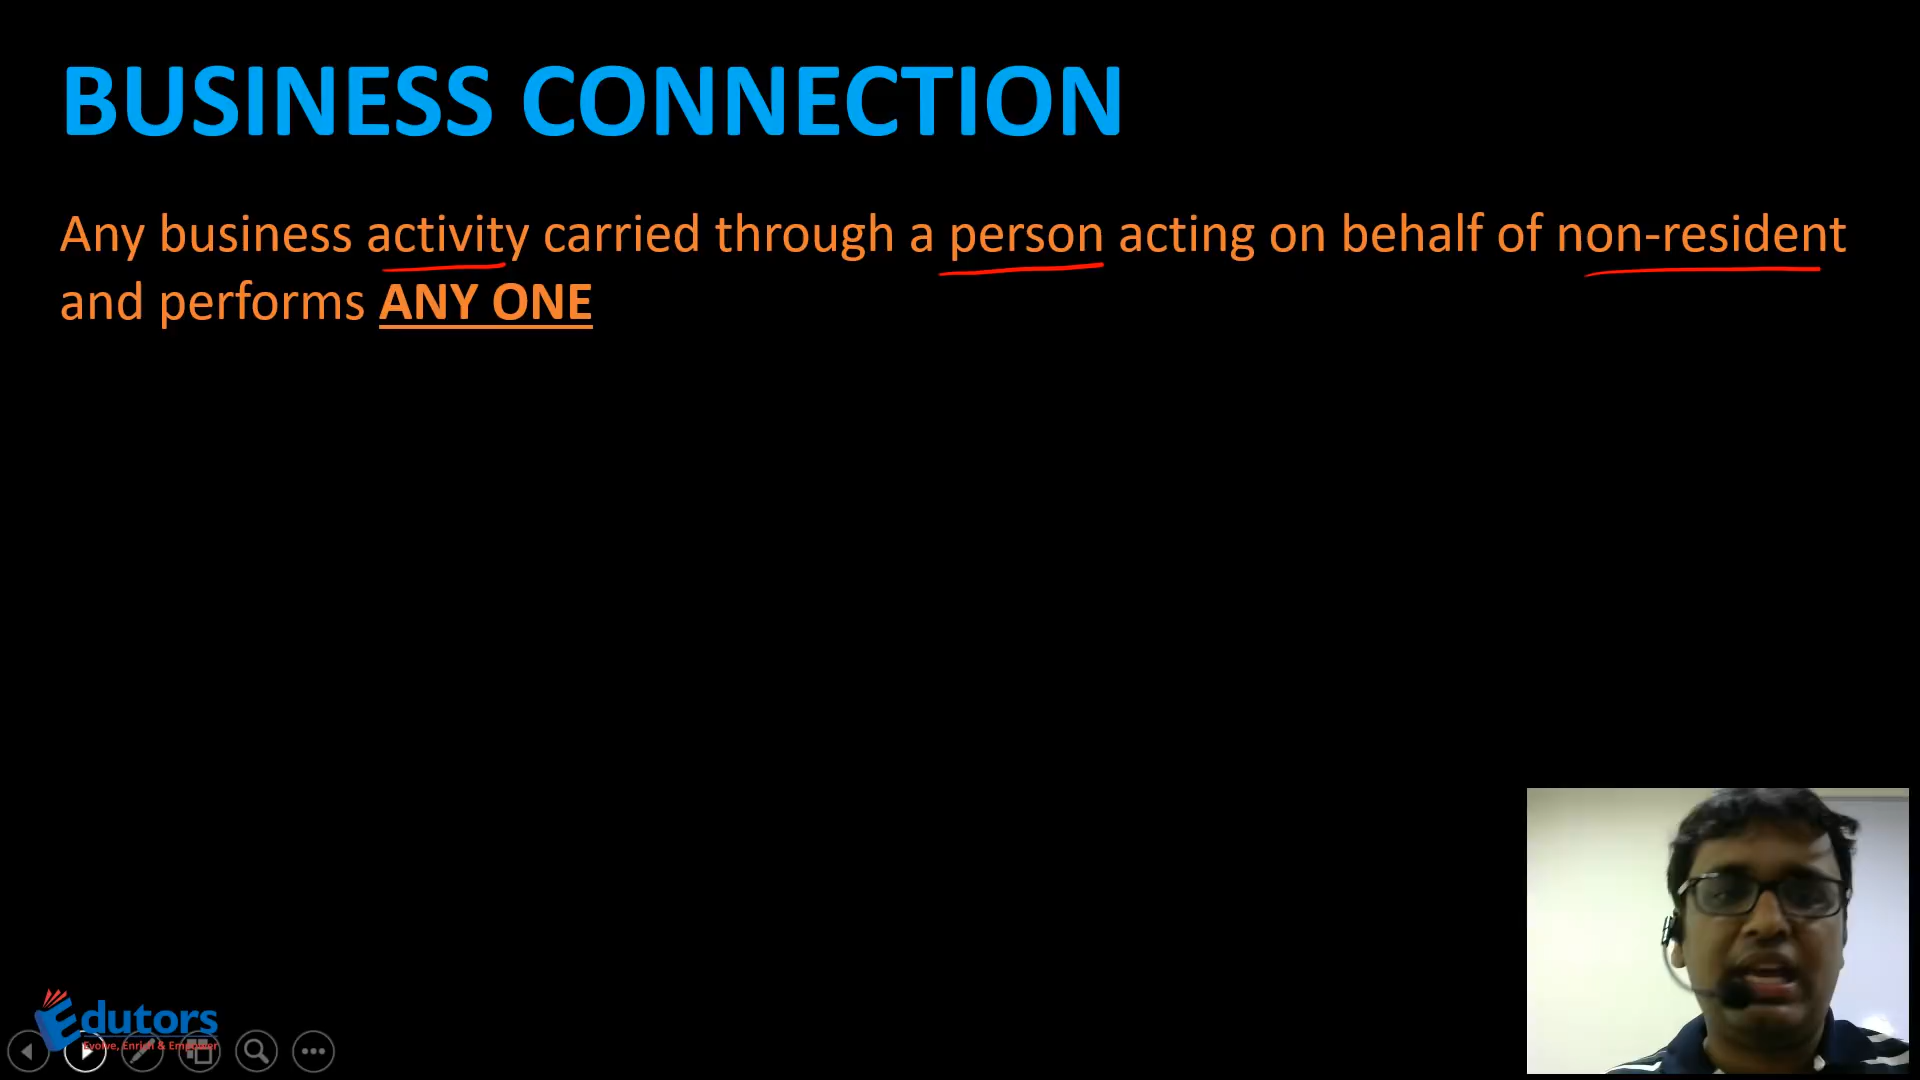 BUSINESS CONNECTION
Any business activity carried through a person acting on behalf of non-resident
and performs ANY ONE
Edutors
Evolve, Enrich & Empower